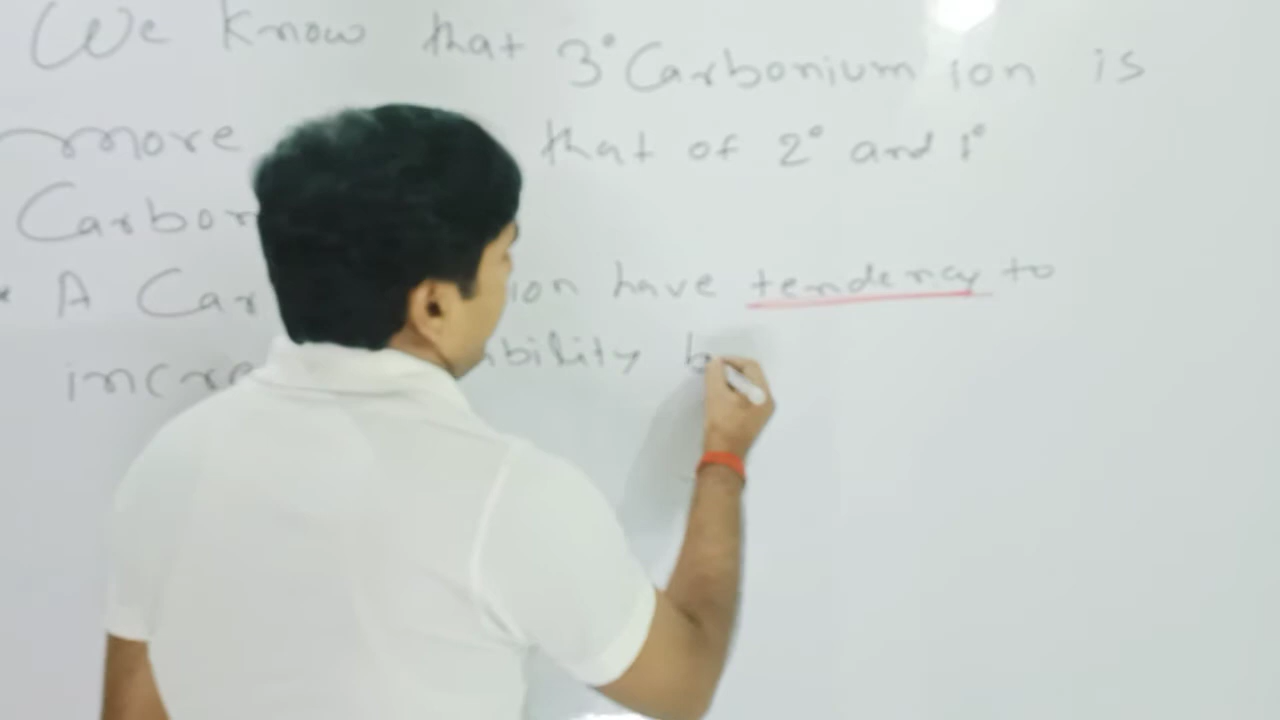 We know that 3° Carbonium ion is
more that of 2° and 1°
Carbon
* A Car ion have tendency to
incre bility b